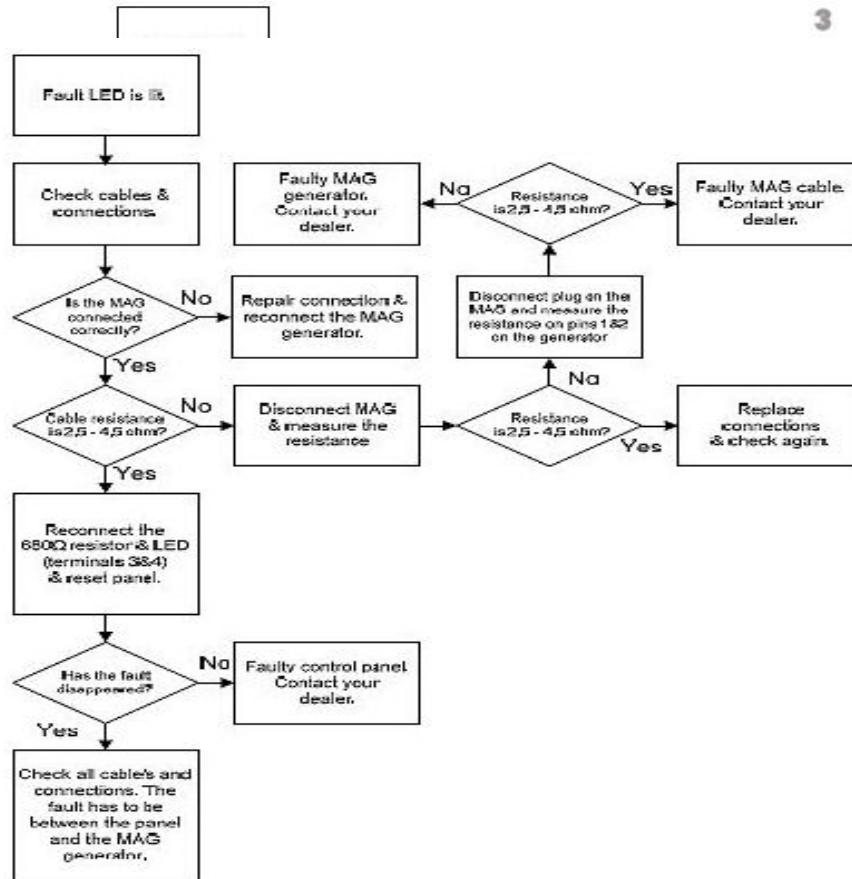 3
Fault LED is lit.
Check cables &
connections.
Is the MAG
connected
correctly?
No
Repair connection &
reconnect the MAG
generator.
Yes
Cable resistance
is 2,5 - 4,5 ohm?
No
Disconnect MAG
& measure the
resistance
Resistance
is 2,5 - 4,5 ohm?
Yes
Replace
connections
& check again.
No
Disconnect plug on the
MAG and measure the
resistance on pins 1&2
on the generator
Resistance
is 2,5 - 4,5 ohm?
No
Faulty MAG
generator.
Contact your
dealer.
Yes
Faulty MAG cable.
Contact your
dealer.
Yes
Reconnect the
680Ω resistor & LED
(terminals 3&4)
& reset panel.
Has the fault
disappeared?
No
Faulty control panel.
Contact your
dealer.
Yes
Check all cable's and
connections. The
fault has to be
between the panel
and the MAG
generator.